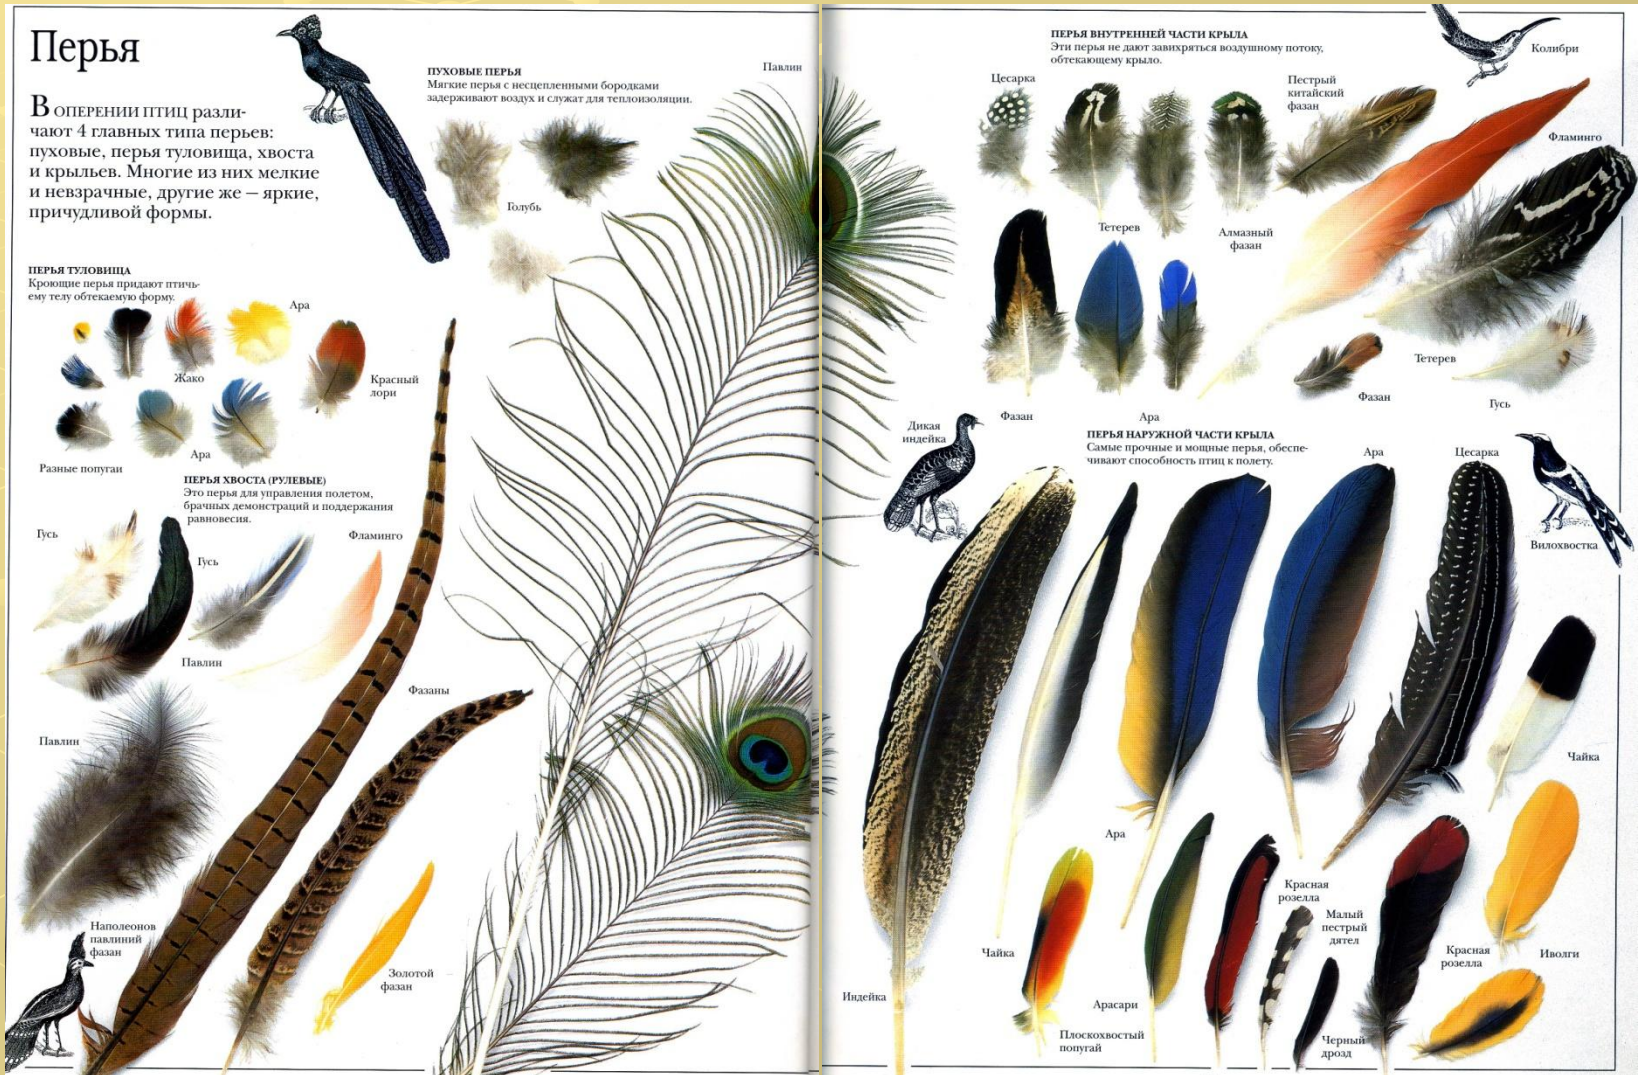 Перья
В ОПЕРЕНИИ ПТИЦ разли-
чают 4 главных типа перьев:
пуховые, перья туловища, хвоста
и крыльев. Многие из них мелкие
и невзрачные, другие же — яркие,
причудливой формы.
ПУХОВЫЕ ПЕРЬЯ
Мягкие перья с несцепленными бородками
задерживают воздух и служат для теплоизоляции.
Павлин
Голубь
ПЕРЬЯ ТУЛОВИЩА
Кроющие перья придают птичь-
ему телу обтекаемую форму.
Ара
Жако
Красный
лори
Ара
Разные попугаи
ПЕРЬЯ ХВОСТА (РУЛЕВЫЕ)
Это перья для управления полетом,
брачных демонстраций и поддержания
равновесия.
Гусь
Гусь
Фламинго
Павлин
Фазаны
Павлин
Наполеонов
павлиний
фазан
Золотой
фазан
ПЕРЬЯ ВНУТРЕННЕЙ ЧАСТИ КРЫЛА
Эти перья не дают завихряться воздушному потоку,
обтекающему крыло.
Колибри
Цесарка
Пестрый
китайский
фазан
Фламинго
Тетерев
Алмазный
фазан
Тетерев
Фазан
Гусь
Фазан
Ара
Дикая
индейка
ПЕРЬЯ НАРУЖНОЙ ЧАСТИ КРЫЛА
Самые прочные и мощные перья, обеспе-
чивают способность птиц к полету.
Ара
Цесарка
Вилохвостка
Чайка
Ара
Красная
розелла
Малый
пестрый
дятел
Чайка
Красная
розелла
Иволги
Индейка
Арасари
Плоскохвостый
попугай
Черный
дрозд